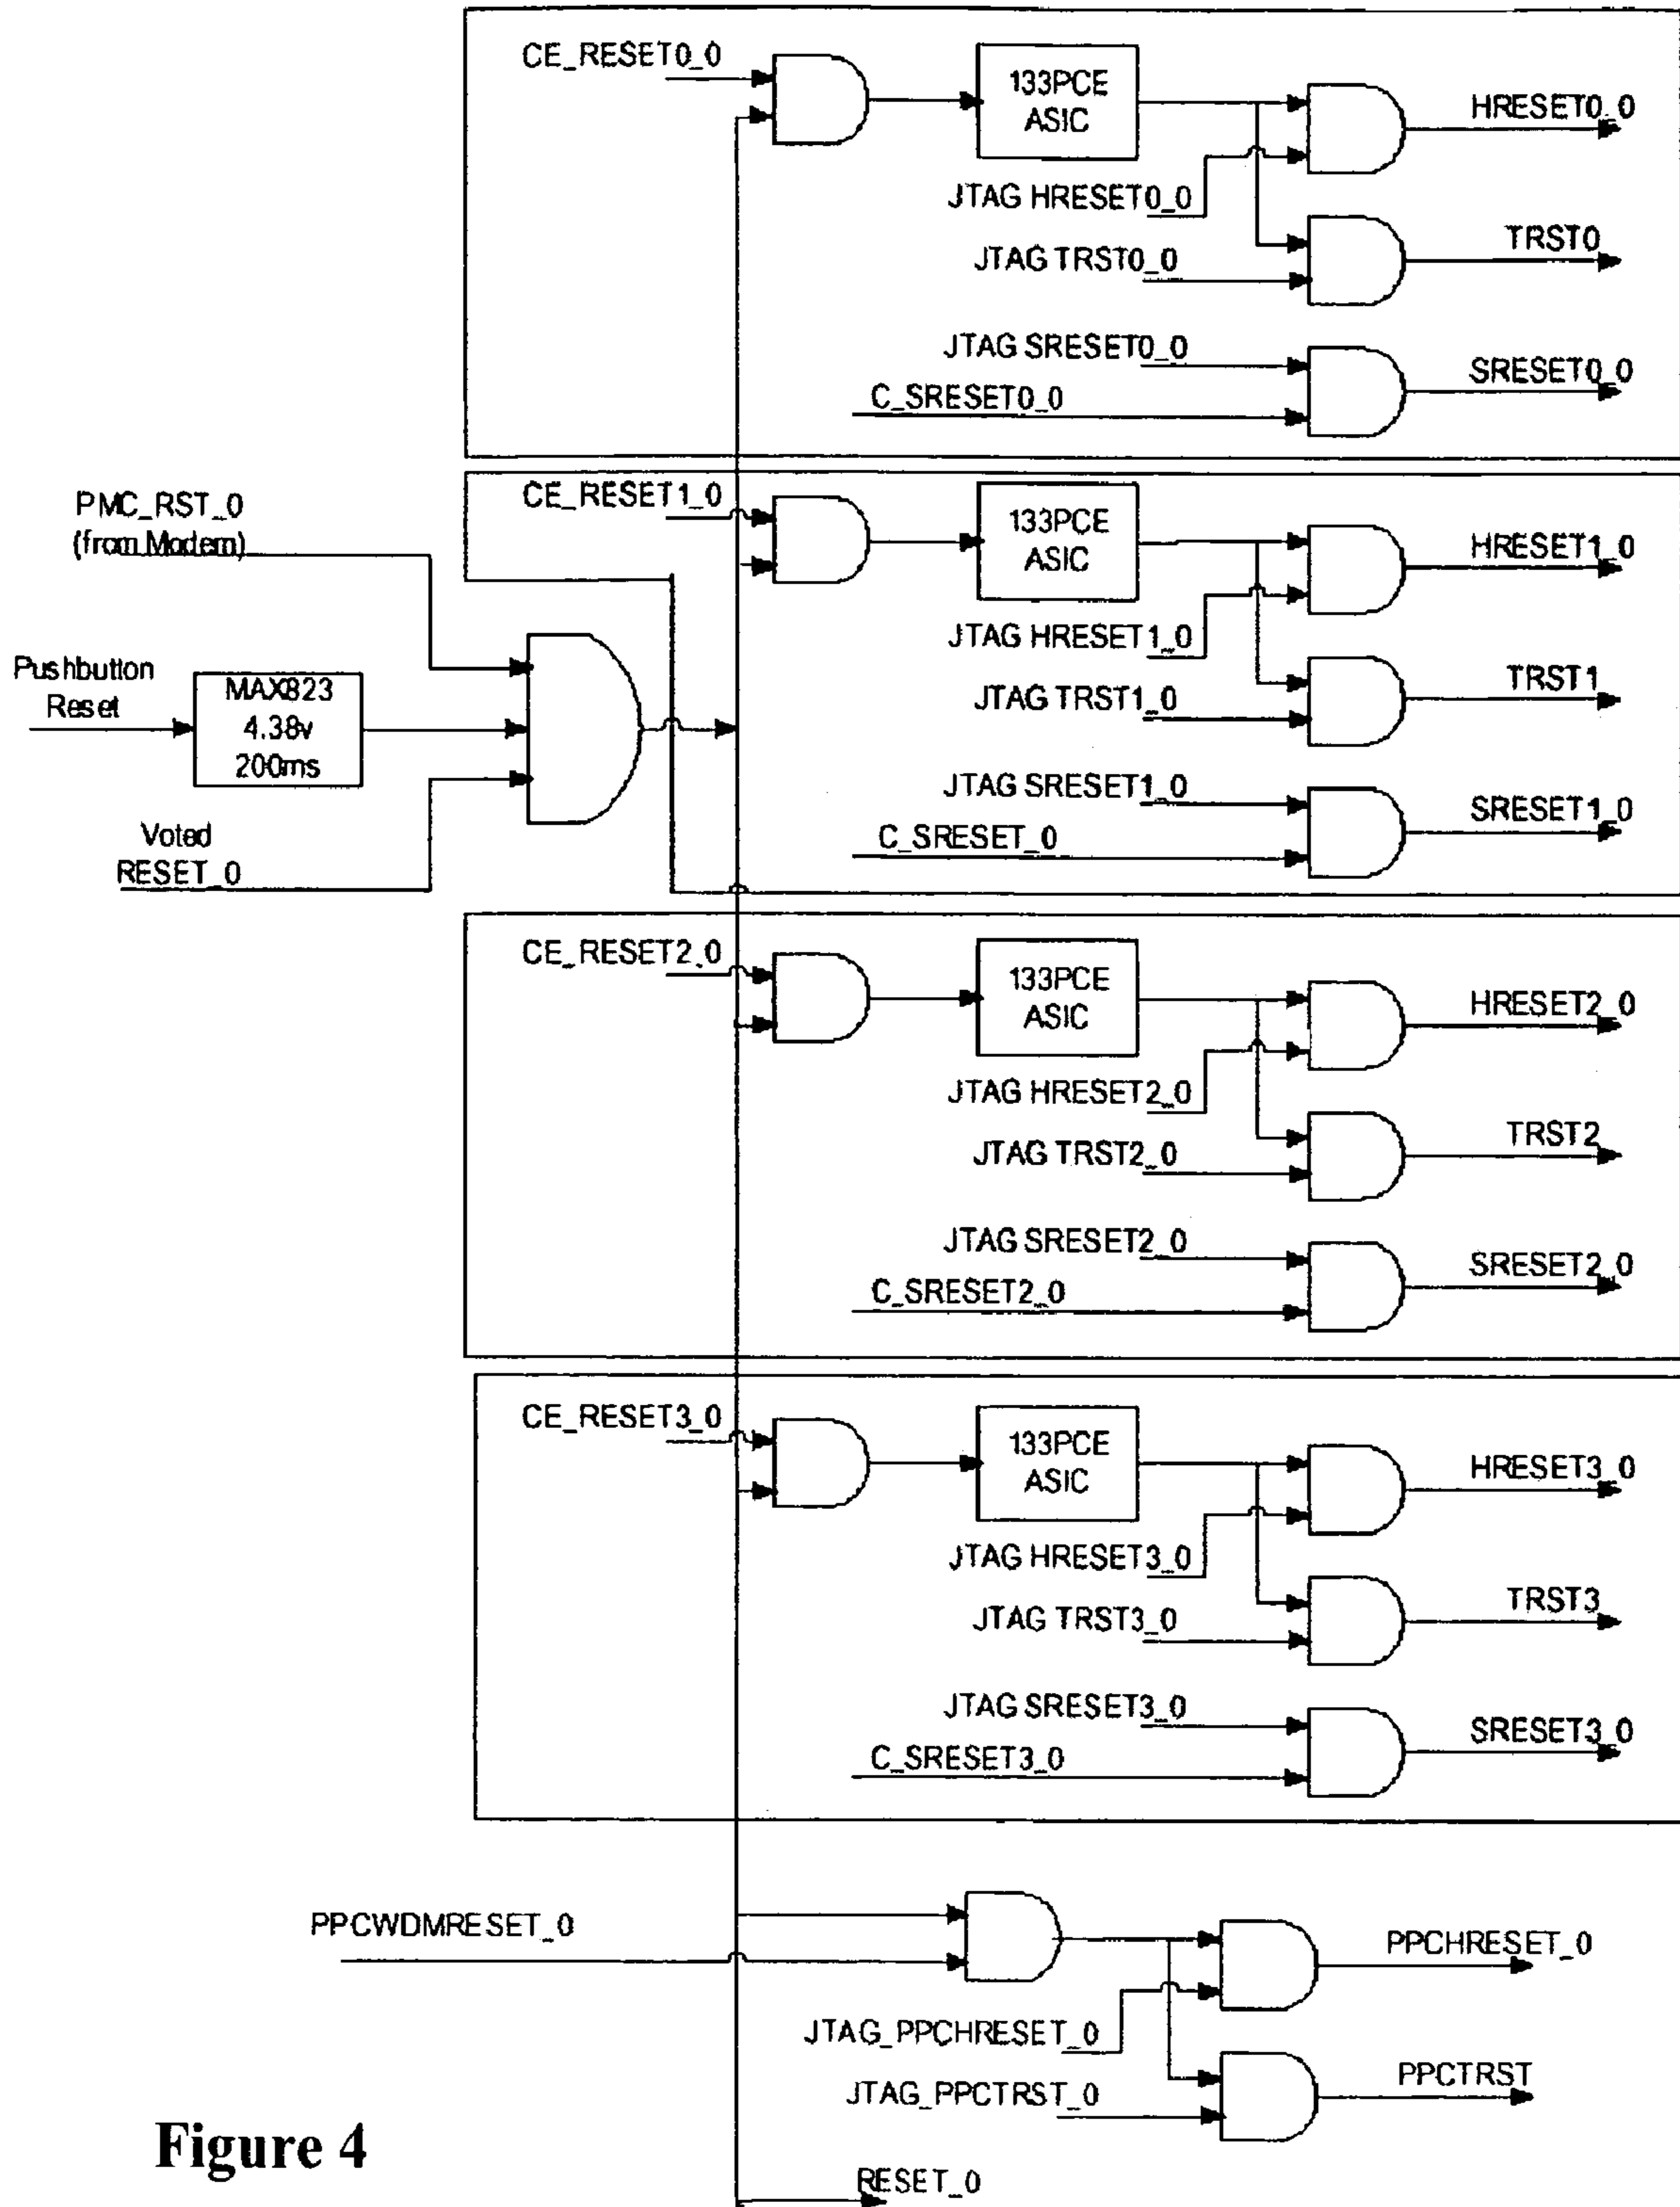 CE_RESET0_0
133PCE
ASIC
HRESET0_0
JTAG HRESET0_0
TRST0
JTAG TRST0_0
JTAG SRESET0_0
SRESET0_0
C_SRESET0_0
PMC_RST_0
(from Modem)
CE_RESET1_0
133PCE
ASIC
HRESET1_0
JTAG HRESET1_0
Pushbution
Reset
MAX823
4.38v
200ms
TRST1
JTAG TRST1_0
JTAG SRESET1_0
SRESET1_0
Voted
RESET_0
C_SRESET_0
CE_RESET2_0
133PCE
ASIC
HRESET2_0
JTAG HRESET2_0
TRST2
JTAG TRST2_0
JTAG SRESET2_0
SRESET2_0
C_SRESET2_0
CE_RESET3_0
133PCE
ASIC
HRESET3_0
JTAG HRESET3_0
TRST3
JTAG TRST3_0
JTAG SRESET3_0
SRESET3_0
C_SRESET3_0
PPCWDMRESET_0
PPCHRESET_0
JTAG_PPCHRESET_0
PPCTRST
JTAG_PPCTRST_0
Figure 4
RESET_0